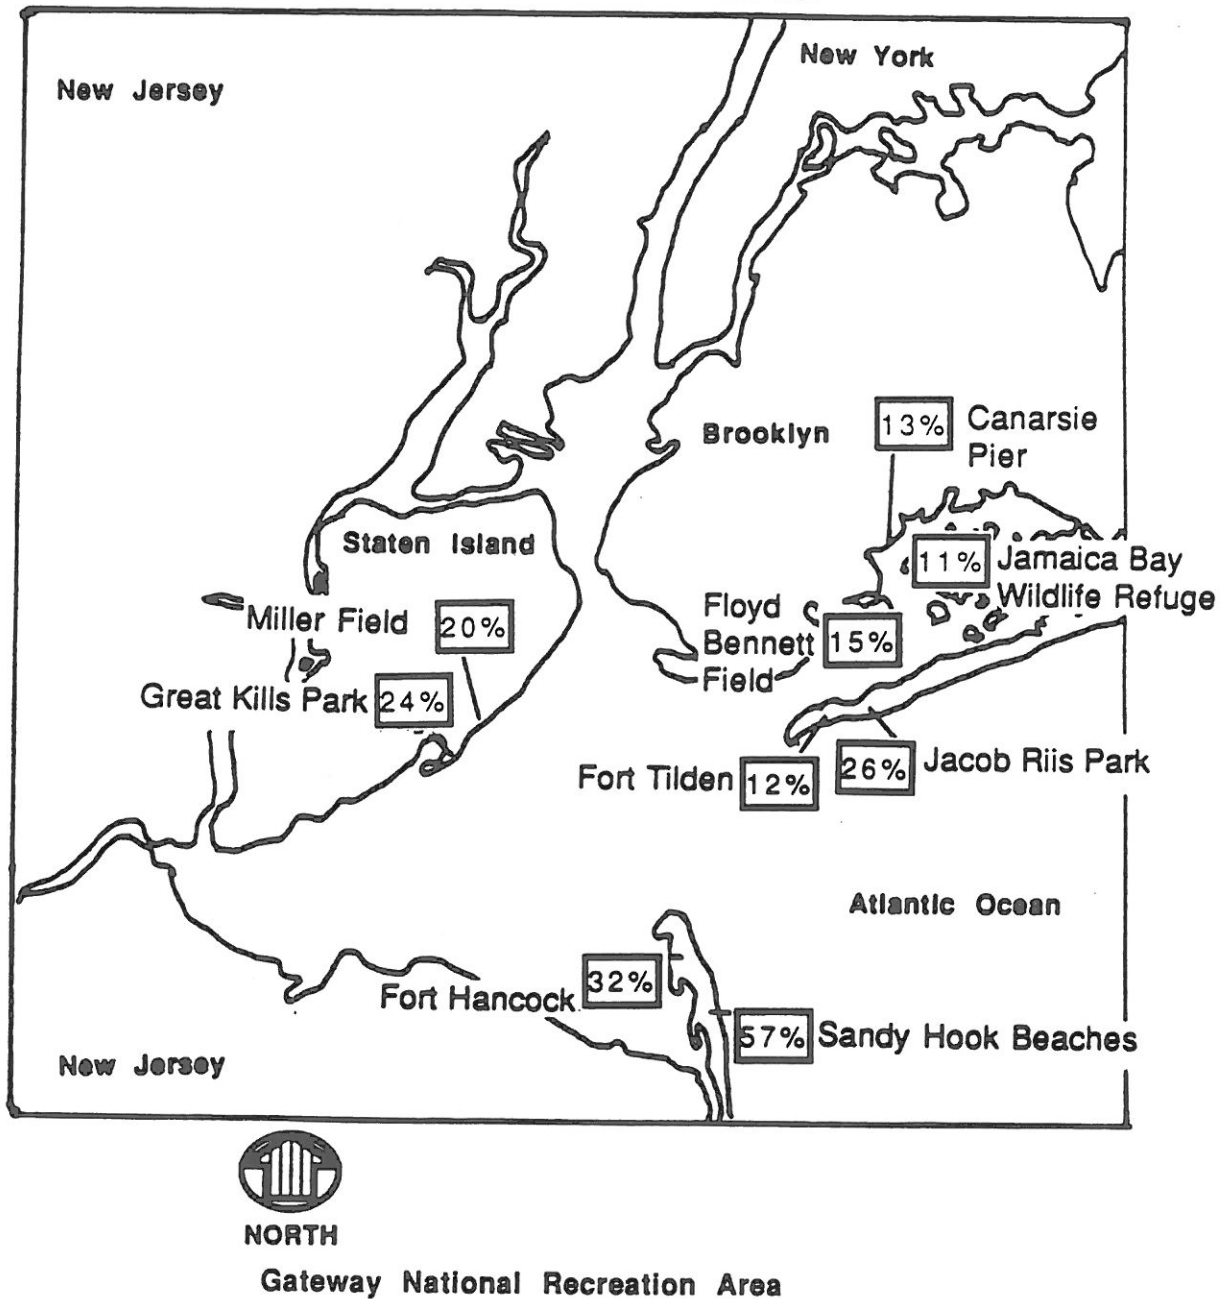 New York
New Jersey
13%
Canarsie
Pier
Brooklyn
Staten Island
11%
Jamaica Bay
Wildlife Refuge
Miller Field
20%
Floyd
Bennett
Field
15%
Great Kills Park
24%
Fort Tilden
12%
26%
Jacob Riis Park
Atlantic Ocean
Fort Hancock
32%
57%
Sandy Hook Beaches
New Jersey
NORTH
Gateway National Recreation Area